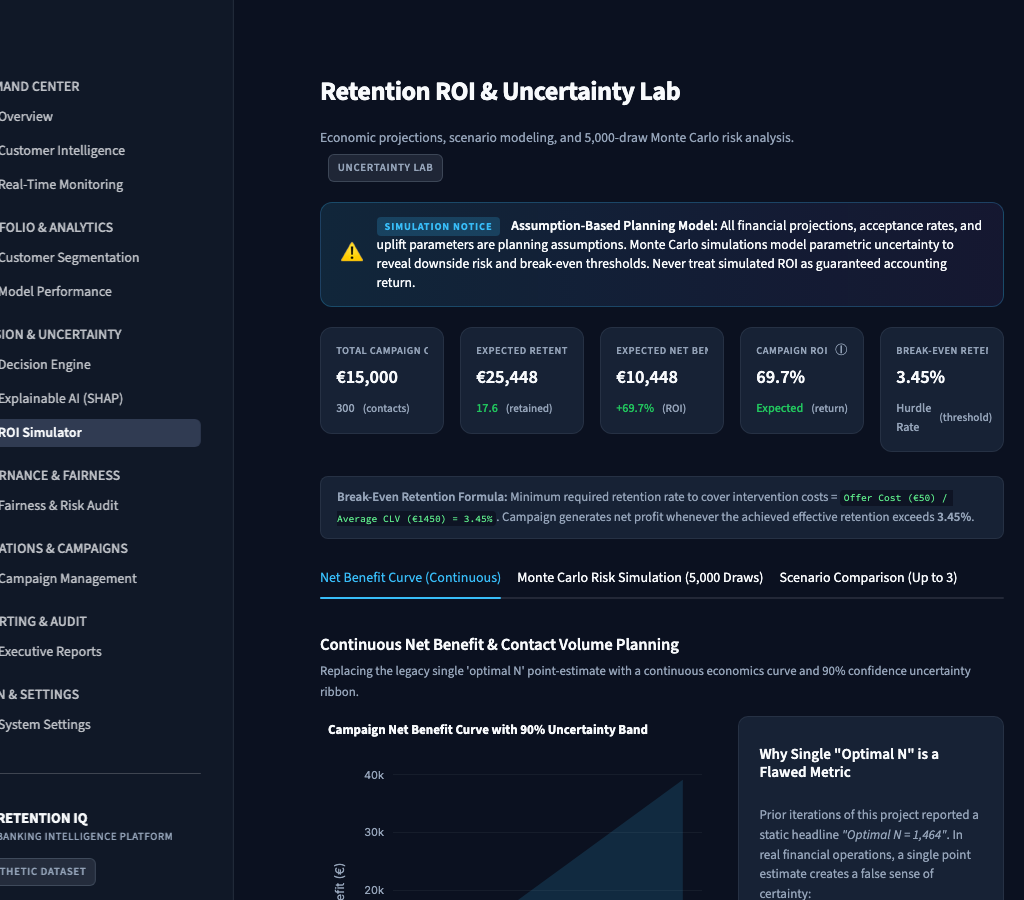 MAND CENTER
Overview
Customer Intelligence
Real-Time Monitoring
FOLIO & ANALYTICS
Customer Segmentation
Model Performance
SION & UNCERTAINTY
Decision Engine
Explainable AI (SHAP)
ROI Simulator
RNANCE & FAIRNESS
Fairness & Risk Audit
ATIONS & CAMPAIGNS
Campaign Management
RTING & AUDIT
Executive Reports
N & SETTINGS
System Settings
RETENTION IQ
BANKING INTELLIGENCE PLATFORM
THETIC DATASET
Retention ROI & Uncertainty Lab
Economic projections, scenario modeling, and 5,000-draw Monte Carlo risk analysis.
UNCERTAINTY LAB
SIMULATION NOTICE Assumption-Based Planning Model: All financial projections, acceptance rates, and
uplift parameters are planning assumptions. Monte Carlo simulations model parametric uncertainty to
reveal downside risk and break-even thresholds. Never treat simulated ROI as guaranteed accounting
return.
TOTAL CAMPAIGN C
€15,000
300 (contacts)
EXPECTED RETENT
€25,448
17.6 (retained)
EXPECTED NET BEN
€10,448
+69.7% (ROI)
CAMPAIGN ROI ⓘ
69.7%
Expected (return)
BREAK-EVEN RETEN
3.45%
Hurdle
Rate (threshold)
Break-Even Retention Formula: Minimum required retention rate to cover intervention costs = Offer Cost (€50) /
Average CLV (€1450) = 3.45%. Campaign generates net profit whenever the achieved effective retention exceeds 3.45%.
Net Benefit Curve (Continuous) Monte Carlo Risk Simulation (5,000 Draws) Scenario Comparison (Up to 3)
Continuous Net Benefit & Contact Volume Planning
Replacing the legacy single 'optimal N' point-estimate with a continuous economics curve and 90% confidence uncertainty
ribbon.
Campaign Net Benefit Curve with 90% Uncertainty Band
40k
30k
20k
efit (€)
Why Single "Optimal N" is a
Flawed Metric
Prior iterations of this project reported a
static headline "Optimal N = 1,464". In
real financial operations, a single point
estimate creates a false sense of
certainty: